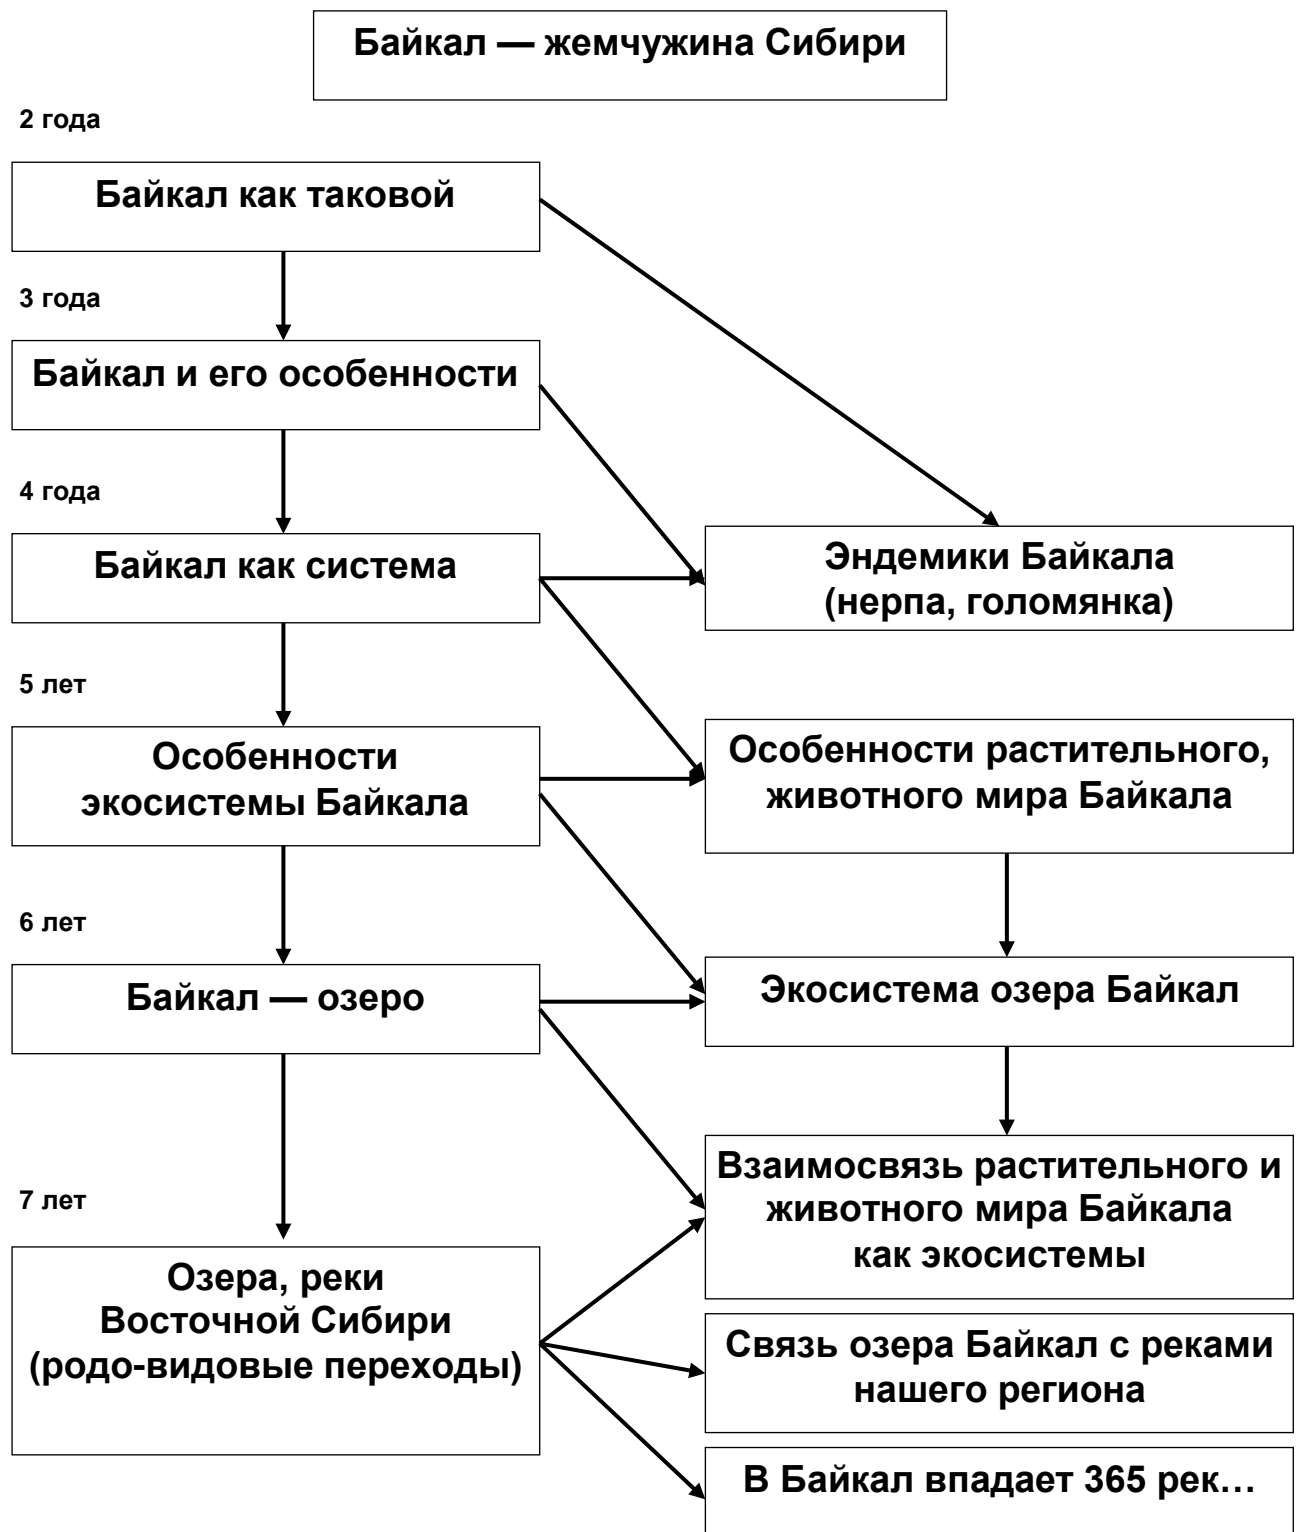 Байкал — жемчужина Сибири
2 года
Байкал как таковой
3 года
Байкал и его особенности
4 года
Байкал как система
Эндемики Байкала
(нерпа, голомянка)
5 лет
Особенности
экосистемы Байкала
Особенности растительного,
животного мира Байкала
6 лет
Байкал — озеро
Экосистема озера Байкал
7 лет
Озера, реки
Восточной Сибири
(родо-видовые переходы)
Взаимосвязь растительного и
животного мира Байкала
как экосистемы
Связь озера Байкал с реками
нашего региона
В Байкал впадает 365 рек…